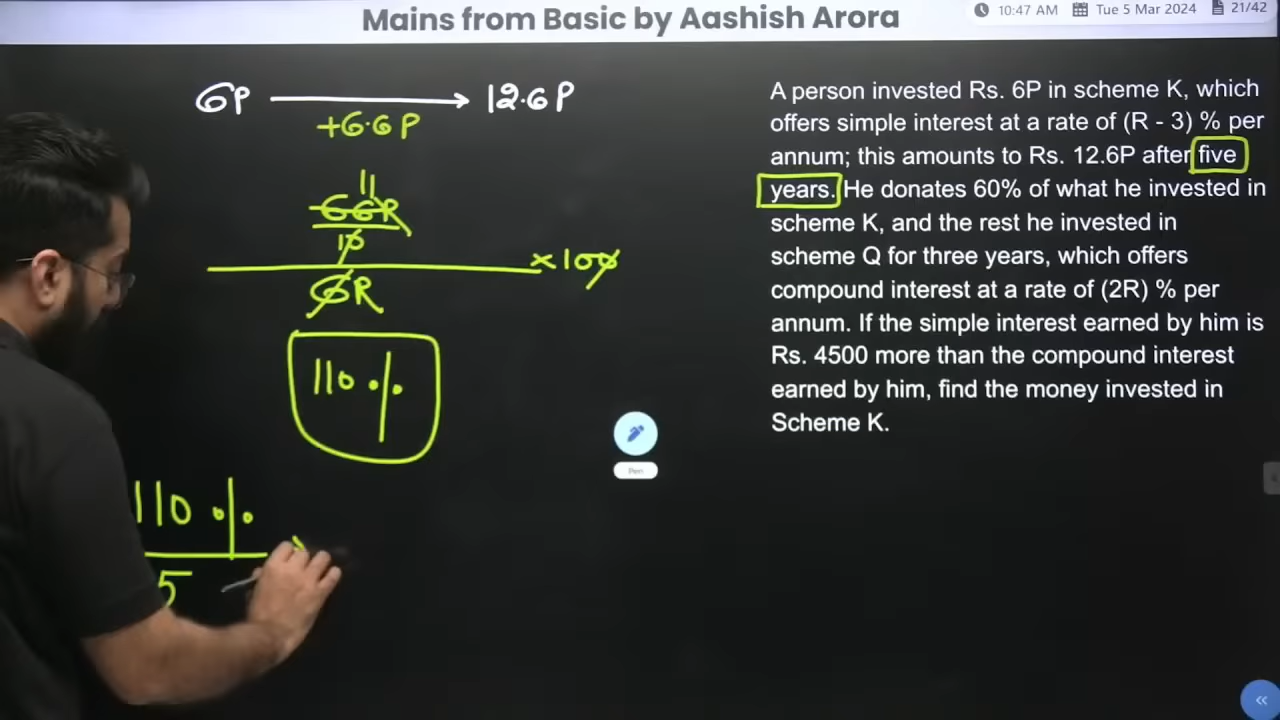 Mains from Basic by Aashish Arora
10:47 AM Tue 5 Mar 2024 21/42
6P → 12.6P
+6.6P
11
66R
10
×100
6R
110 %
110 %
5
A person invested Rs. 6P in scheme K, which
offers simple interest at a rate of (R - 3) % per
annum; this amounts to Rs. 12.6P after five
years. He donates 60% of what he invested in
scheme K, and the rest he invested in
scheme Q for three years, which offers
compound interest at a rate of (2R) % per
annum. If the simple interest earned by him is
Rs. 4500 more than the compound interest
earned by him, find the money invested in
Scheme K.
Pen
«